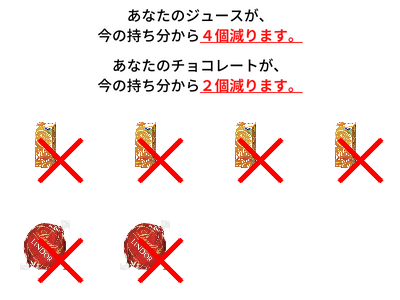 あなたのジュースが、
今の持ち分から４個減ります。
あなたのチョコレートが、
今の持ち分から２個減ります。
LINDOR
LINDOR